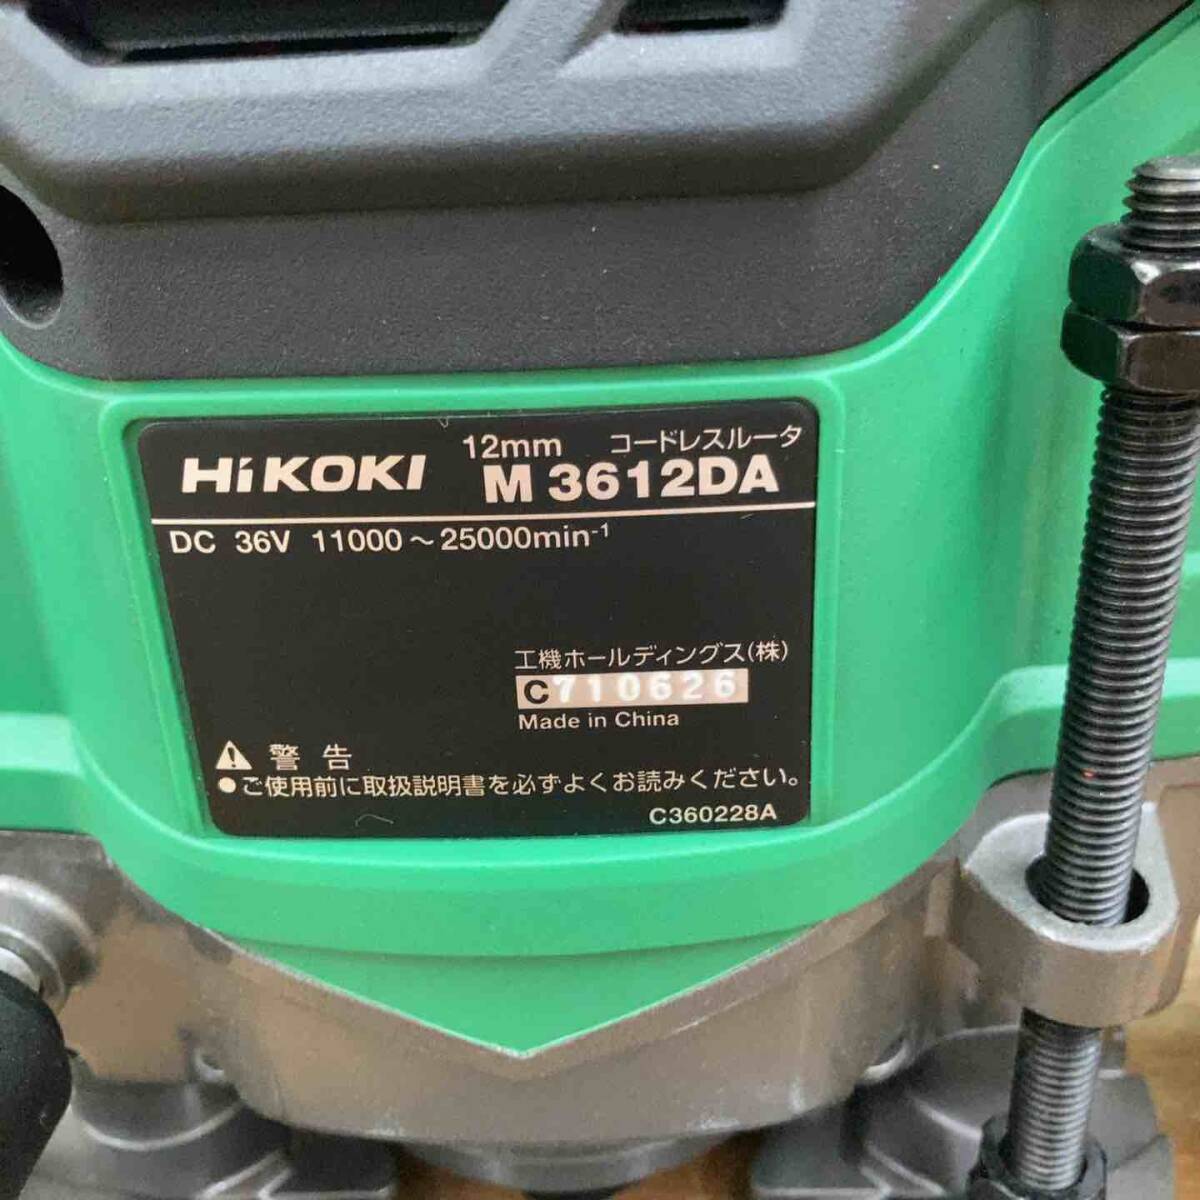 12mm コードレスルータ
HiKOKI M3612DA
DC 36V 11000～25000min⁻¹
工機ホールディングス(株)
C710626
Made in China
⚠ 警告
●ご使用前に取扱説明書を必ずよくお読みください。
C360228A